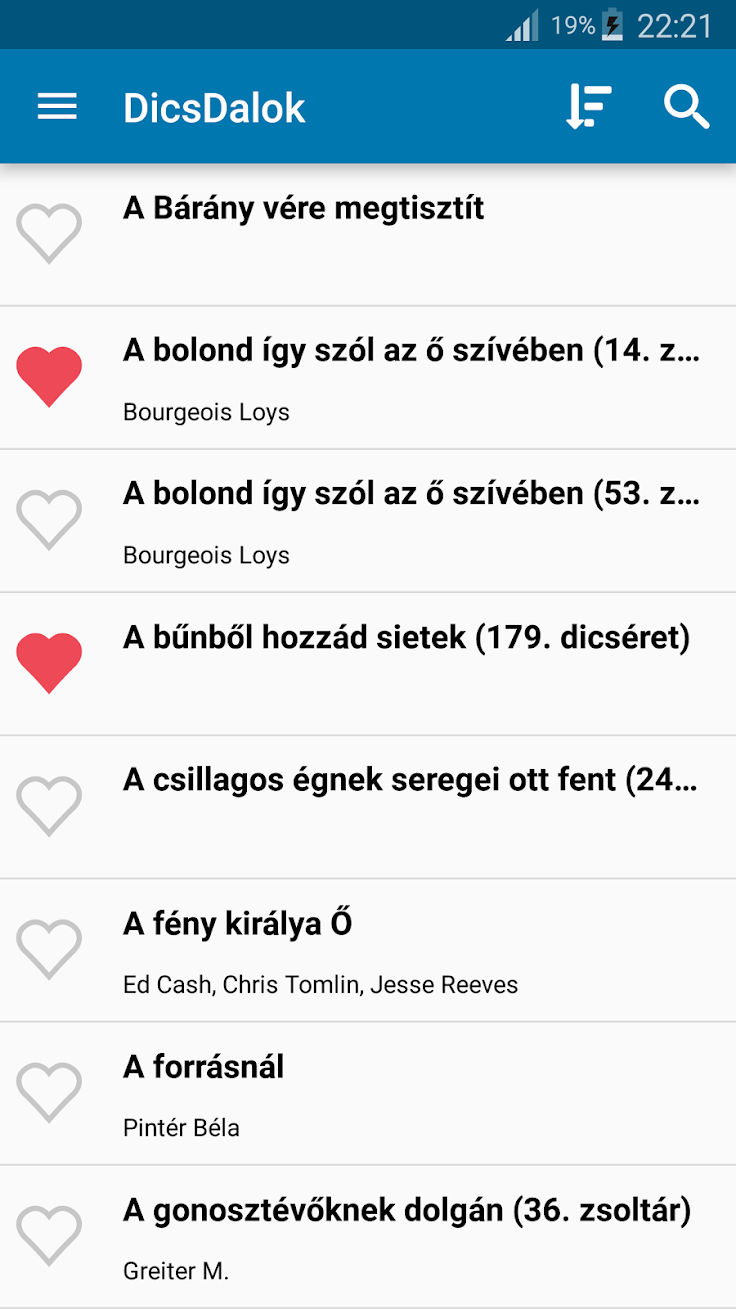 19% 22:21
DicsDalok
A Bárány vére megtisztít
A bolond így szól az ő szívében (14. z...
Bourgeois Loys
A bolond így szól az ő szívében (53. z...
Bourgeois Loys
A bűnből hozzád sietek (179. dicséret)
A csillagos égnek seregei ott fent (24...
A fény királya Ő
Ed Cash, Chris Tomlin, Jesse Reeves
A forrásnál
Pintér Béla
A gonosztévőknek dolgán (36. zsoltár)
Greiter M.